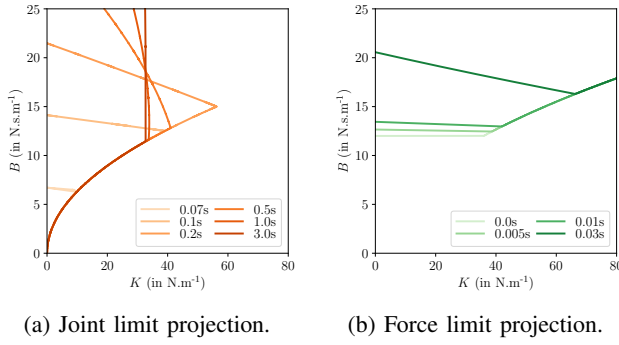 25
20
15
10
5
0
B (in N.s.m⁻¹)
0.07s
0.1s
0.2s
0.5s
1.0s
3.0s
0
20
40
60
80
K (in N.m⁻¹)
(a) Joint limit projection.
25
20
15
10
5
0
B (in N.s.m⁻¹)
0.0s
0.005s
0.01s
0.03s
0
20
40
60
80
K (in N.m⁻¹)
(b) Force limit projection.